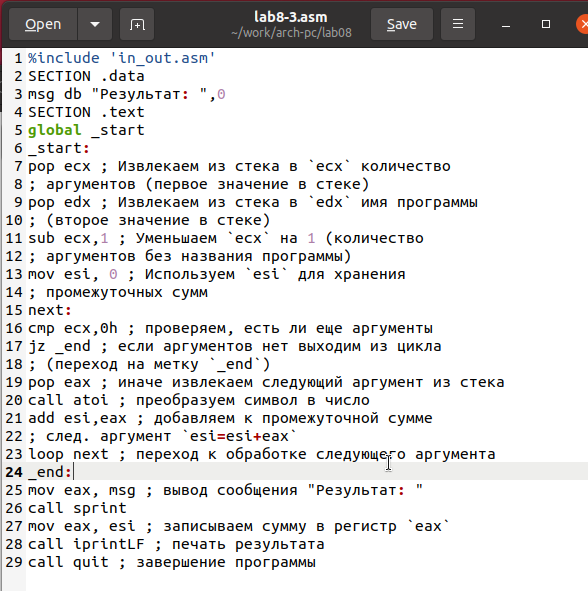 Open
lab8-3.asm
~/work/arch-pc/lab08
Save
1 %include 'in_out.asm'
2 SECTION .data
3 msg db "Результат: ",0
4 SECTION .text
5 global _start
6 _start:
7 pop ecx ; Извлекаем из стека в `ecx` количество
8 ; аргументов (первое значение в стеке)
9 pop edx ; Извлекаем из стека в `edx` имя программы
10 ; (второе значение в стеке)
11 sub ecx,1 ; Уменьшаем `ecx` на 1 (количество
12 ; аргументов без названия программы)
13 mov esi, 0 ; Используем `esi` для хранения
14 ; промежуточных сумм
15 next:
16 cmp ecx,0h ; проверяем, есть ли еще аргументы
17 jz _end ; если аргументов нет выходим из цикла
18 ; (переход на метку `_end`)
19 pop eax ; иначе извлекаем следующий аргумент из стека
20 call atoi ; преобразуем символ в число
21 add esi,eax ; добавляем к промежуточной сумме
22 ; след. аргумент `esi=esi+eax`
23 loop next ; переход к обработке следующего аргумента
24 _end:
25 mov eax, msg ; вывод сообщения "Результат: "
26 call sprint
27 mov eax, esi ; записываем сумму в регистр `eax`
28 call iprintLF ; печать результата
29 call quit ; завершение программы